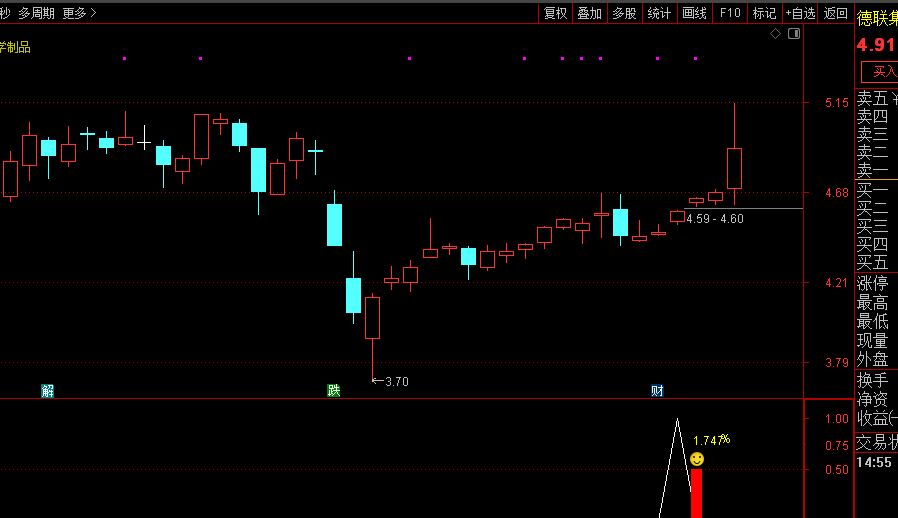 秒 多周期 更多
复权 叠加 多股 统计 画线 F10 标记 +自选 返回
德联集
学制品
4.91
买入
5.15
4.68
4.21
3.79
4.59 - 4.60
3.70
解
跌
财
卖五
卖四
卖三
卖二
卖一
买一
买二
买三
买四
买五
涨停
最高
最低
现量
外盘
换手
净资
收益(一
交易状
14:55
1.00
0.75
0.50
1.747%